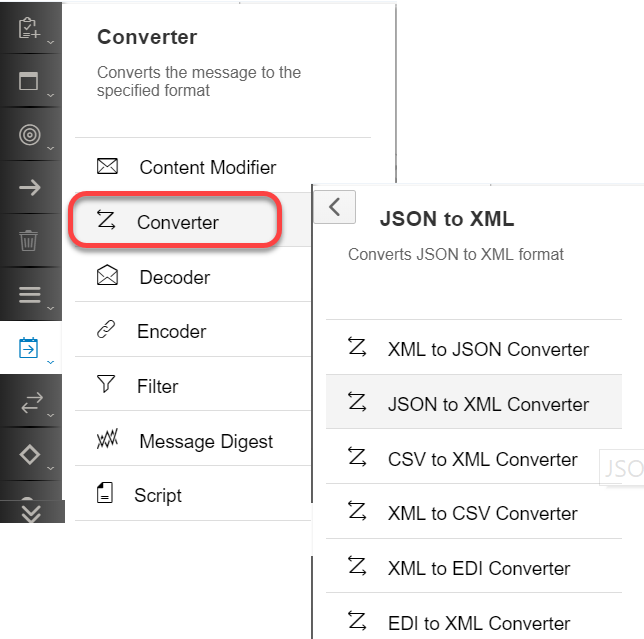 Converter
Converts the message to the
specified format
Content Modifier
Converter
Decoder
Encoder
Filter
Message Digest
Script
JSON to XML
Converts JSON to XML format
XML to JSON Converter
JSON to XML Converter
CSV to XML Converter
XML to CSV Converter
XML to EDI Converter
EDI to XML Converter
JSO